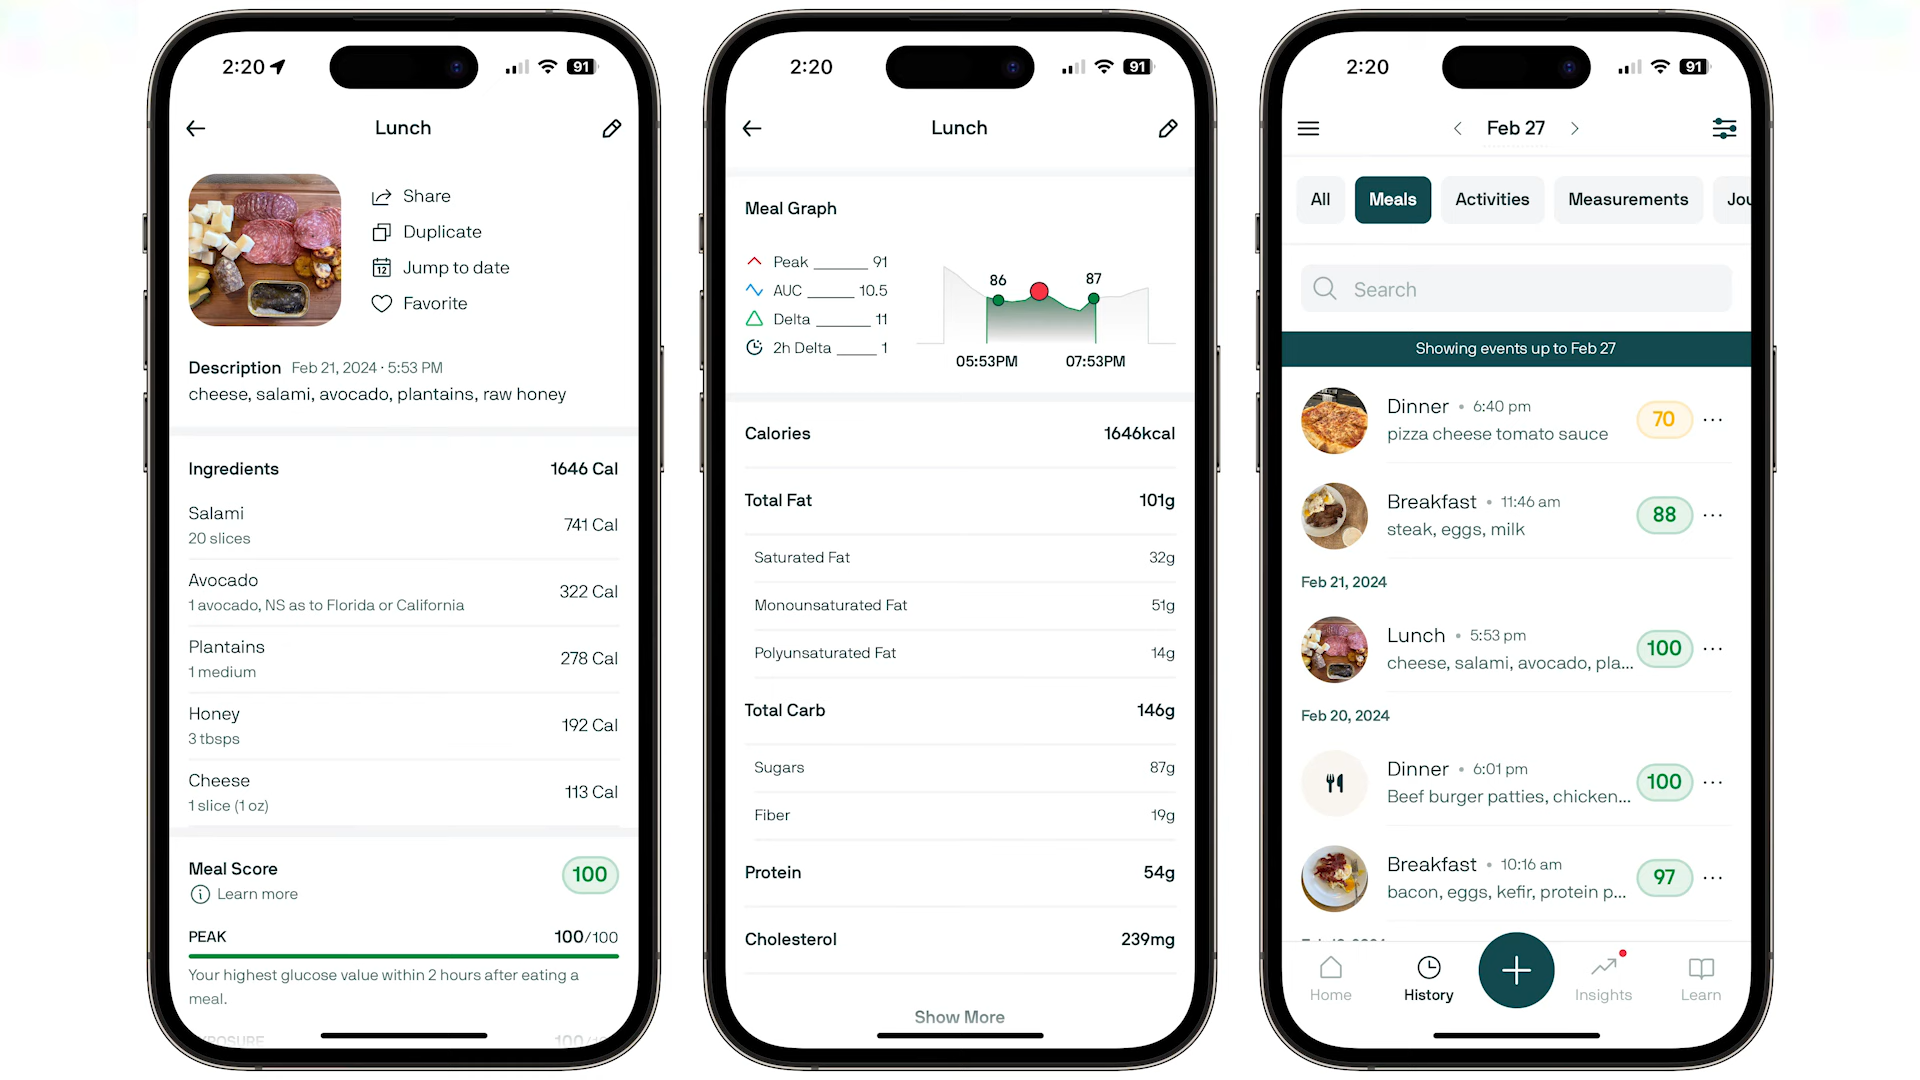 2:20
91
Lunch
Share
Duplicate
12
Jump to date
Favorite
Description Feb 21, 2024 · 5:53 PM
cheese, salami, avocado, plantains, raw honey
Ingredients 1646 Cal
Salami
20 slices
741 Cal
Avocado
1 avocado, NS as to Florida or California
322 Cal
Plantains
1 medium
278 Cal
Honey
3 tbsps
192 Cal
Cheese
1 slice (1 oz)
113 Cal
Meal Score
100
Learn more
PEAK 100/100
Your highest glucose value within 2 hours after eating a
meal.
2:20
91
Lunch
Meal Graph
Peak 91
AUC 10.5
Delta 11
2h Delta 1
86
87
05:53PM 07:53PM
Calories 1646kcal
Total Fat 101g
Saturated Fat 32g
Monounsaturated Fat 51g
Polyunsaturated Fat 14g
Total Carb 146g
Sugars 87g
Fiber 19g
Protein 54g
Cholesterol 239mg
Show More
2:20
91
Feb 27
All Meals Activities Measurements Jou
Search
Showing events up to Feb 27
Dinner • 6:40 pm
pizza cheese tomato sauce
70
Breakfast • 11:46 am
steak, eggs, milk
88
Feb 21, 2024
Lunch • 5:53 pm
cheese, salami, avocado, pla...
100
Feb 20, 2024
Dinner • 6:01 pm
Beef burger patties, chicken...
100
Breakfast • 10:16 am
bacon, eggs, kefir, protein p...
97
Home History Insights Learn